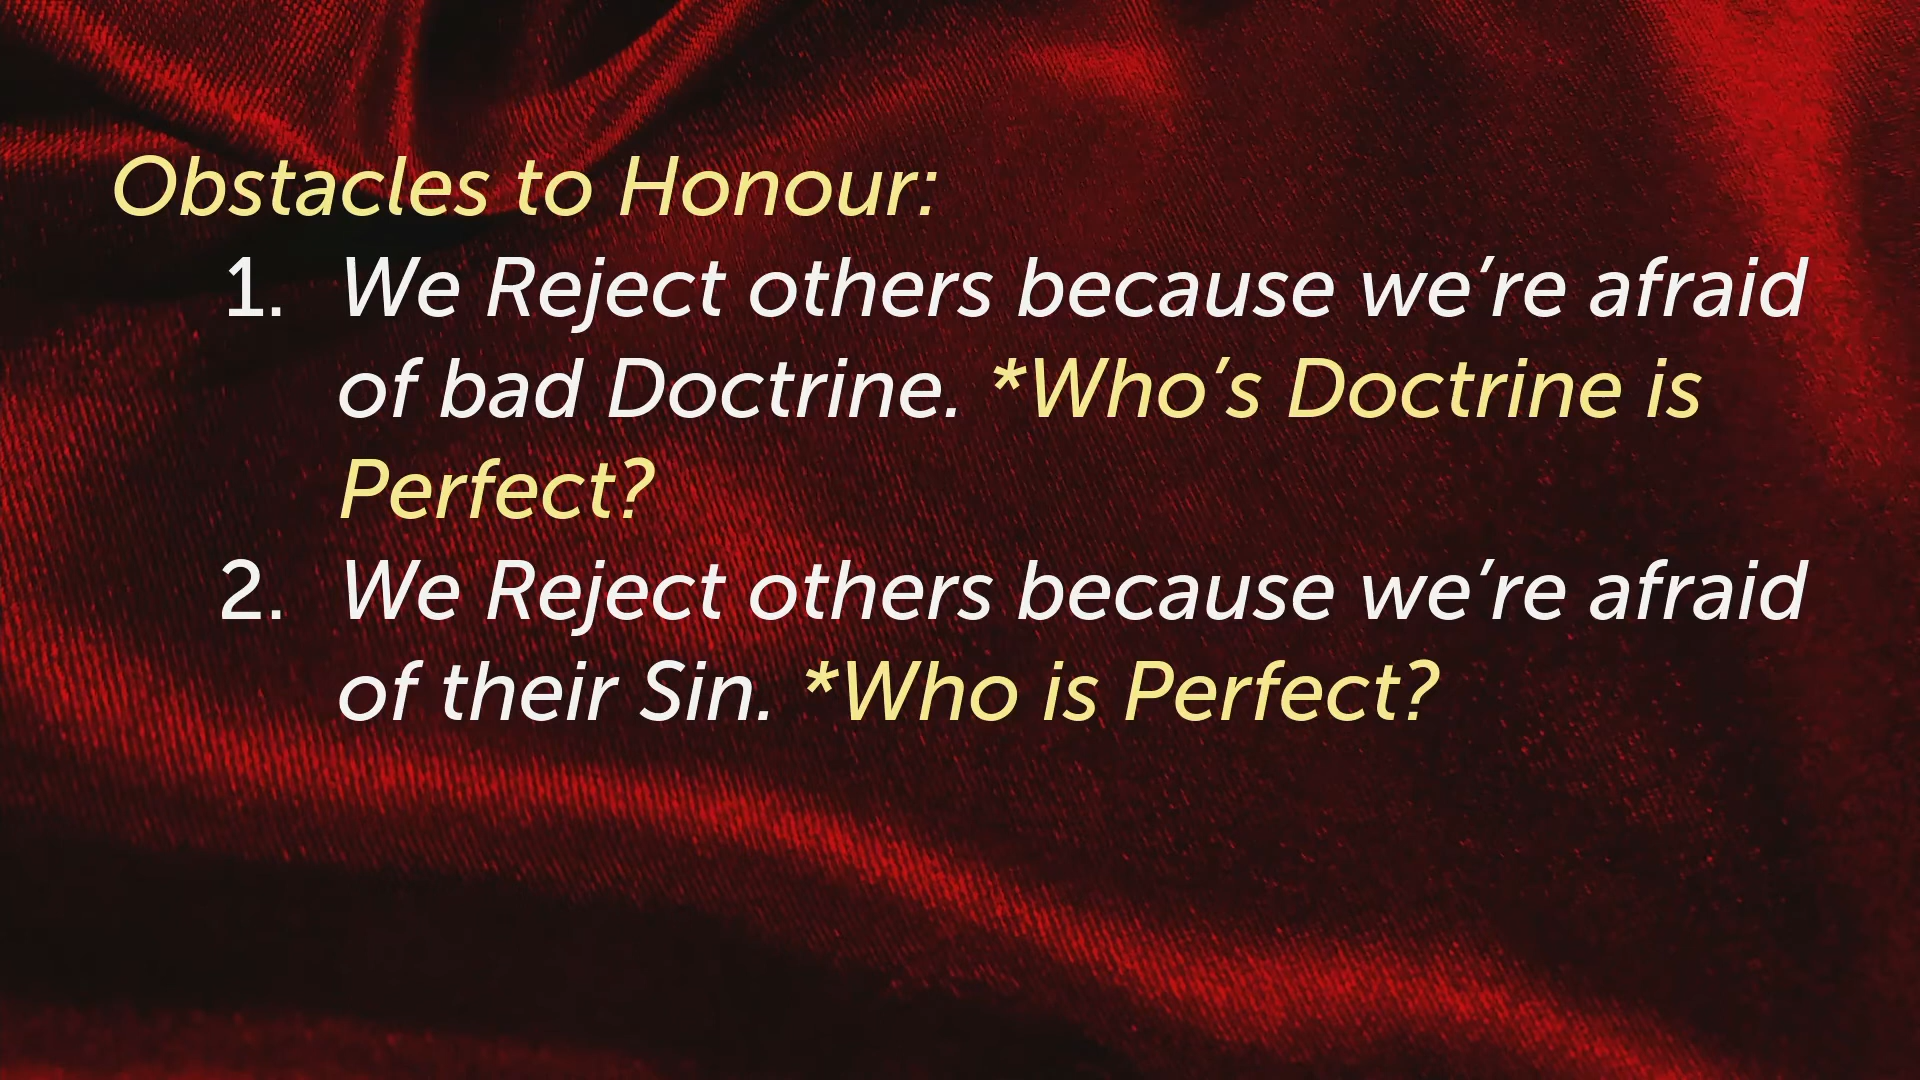 Obstacles to Honour:
1. We Reject others because we’re afraid
of bad Doctrine. *Who’s Doctrine is
Perfect?
2. We Reject others because we’re afraid
of their Sin. *Who is Perfect?